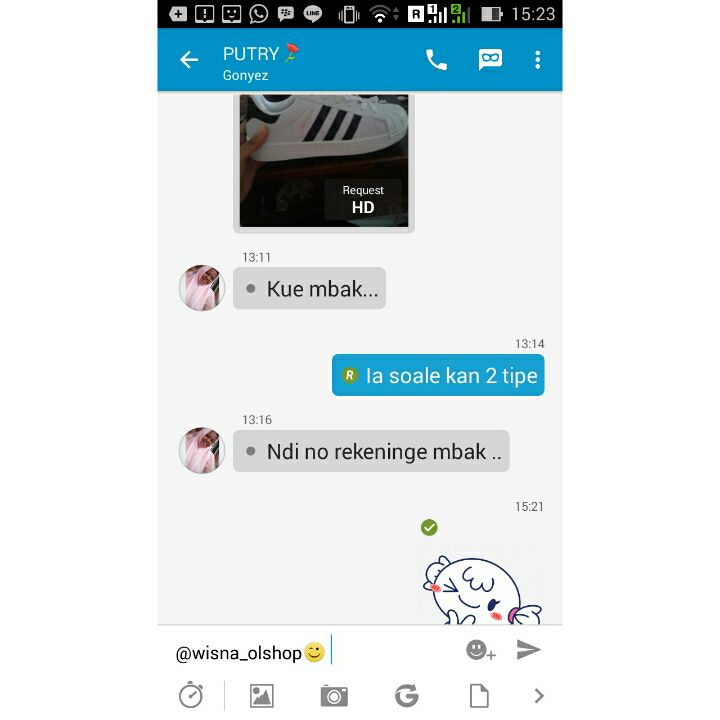 LINE
R
1
2
15:23
PUTRY
Gonyez
Request
HD
13:11
Kue mbak...
13:14
R Ia soale kan 2 tipe
13:16
Ndi no rekeninge mbak ..
15:21
@wisna_olshop